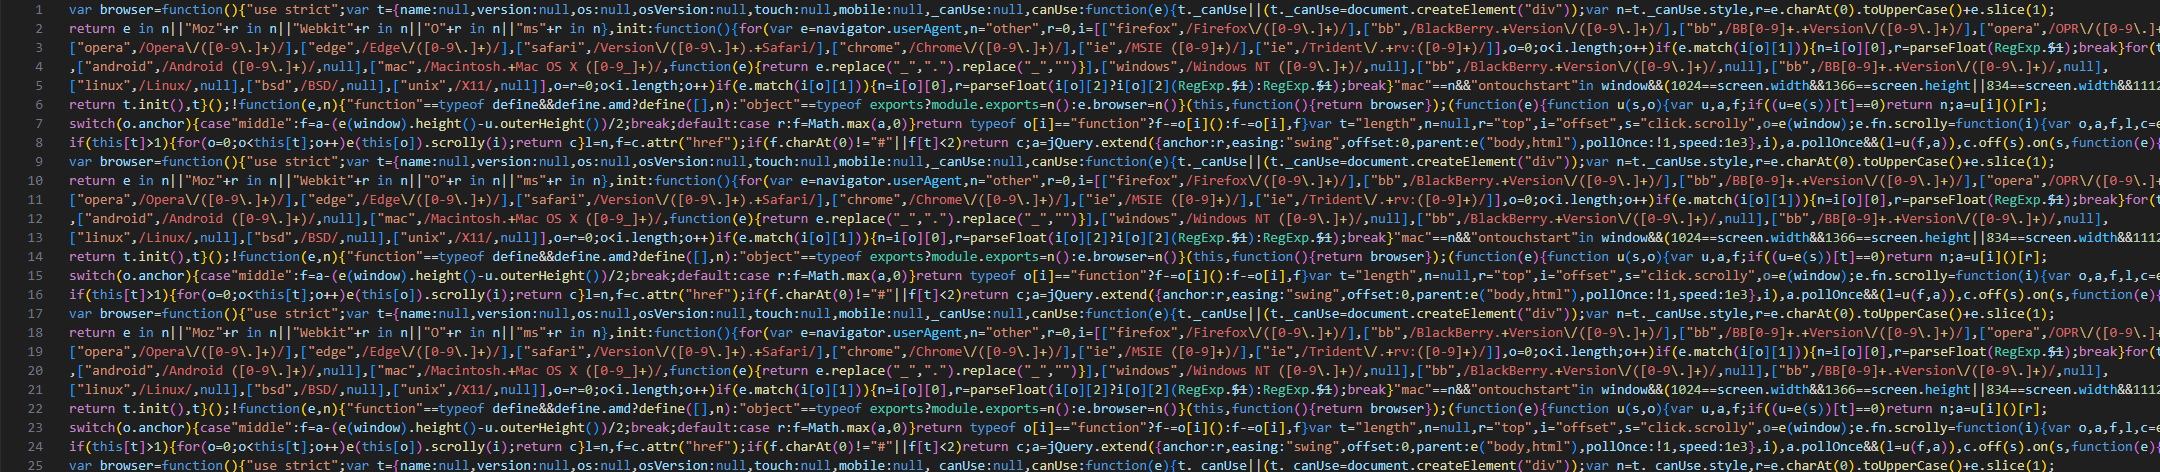 1 var browser=function(){"use strict";var t={name:null,version:null,os:null,osVersion:null,touch:null,mobile:null,_canUse:null,canUse:function(e){t._canUse||(t._canUse=document.createElement("div"));var n=t._canUse.style,r=e.charAt(0).toUpperCase()+e.slice(1);
2 return e in n||"Moz"+r in n||"Webkit"+r in n||"O"+r in n||"ms"+r in n},init:function(){for(var e=navigator.userAgent,n="other",r=0,i=[["firefox",/Firefox\/([0-9\.]+)/],["bb",/BlackBerry.+Version\/([0-9\.]+)/],["bb",/BB[0-9]+.+Version\/([0-9\.]+)/],["opera",/OPR\/([0-9\.
3 ["opera",/Opera\/([0-9\.]+)/],["edge",/Edge\/([0-9\.]+)/],["safari",/Version\/([0-9\.]+).+Safari/],["chrome",/Chrome\/([0-9\.]+)/],["ie",/MSIE ([0-9]+)/],["ie",/Trident\/.+rv:([0-9]+)/]],o=0;o<i.length;o++)if(e.match(i[o][1])){n=i[o][0],r=parseFloat(RegExp.$1);break}for(t
4 ,["android",/Android ([0-9\.]+)/,null],["mac",/Macintosh.+Mac OS X ([0-9_]+)/,function(e){return e.replace("_",".").replace("_","")}],["windows",/Windows NT ([0-9\.]+)/,null],["bb",/BlackBerry.+Version\/([0-9\.]+)/,null],["bb",/BB[0-9]+.+Version\/([0-9\.]+)/,null],
5 ["linux",/Linux/,null],["bsd",/BSD/,null],["unix",/X11/,null]],o=r=0;o<i.length;o++)if(e.match(i[o][1])){n=i[o][0],r=parseFloat(i[o][2]?i[o][2](RegExp.$1):RegExp.$1);break}"mac"==n&&"ontouchstart"in window&&(1024==screen.width&&1366==screen.height||834==screen.width&&1112
6 return t.init(),t}();!function(e,n){"function"==typeof define&&define.amd?define([],n):"object"==typeof exports?module.exports=n():e.browser=n()}(this,function(){return browser});(function(e){function u(s,o){var u,a,f;if((u=e(s))[t]==0)return n;a=u[i]()[r];
7 switch(o.anchor){case"middle":f=a-(e(window).height()-u.outerHeight())/2;break;default:case r:f=Math.max(a,0)}return typeof o[i]=="function"?f-=o[i]():f-=o[i],f}var t="length",n=null,r="top",i="offset",s="click.scrolly",o=e(window);e.fn.scrolly=function(i){var o,a,f,l,c=e
8 if(this[t]>1){for(o=0;o<this[t];o++)e(this[o]).scrolly(i);return c}l=n,f=c.attr("href");if(f.charAt(0)!="#"||f[t]<2)return c;a=jQuery.extend({anchor:r,easing:"swing",offset:0,parent:e("body,html"),pollOnce:!1,speed:1e3},i),a.pollOnce&&(l=u(f,a)),c.off(s).on(s,function(e){
9 var browser=function(){"use strict";var t={name:null,version:null,os:null,osVersion:null,touch:null,mobile:null,_canUse:null,canUse:function(e){t._canUse||(t._canUse=document.createElement("div"));var n=t._canUse.style,r=e.charAt(0).toUpperCase()+e.slice(1);
10 return e in n||"Moz"+r in n||"Webkit"+r in n||"O"+r in n||"ms"+r in n},init:function(){for(var e=navigator.userAgent,n="other",r=0,i=[["firefox",/Firefox\/([0-9\.]+)/],["bb",/BlackBerry.+Version\/([0-9\.]+)/],["bb",/BB[0-9]+.+Version\/([0-9\.]+)/],["opera",/OPR\/([0-9\.
11 ["opera",/Opera\/([0-9\.]+)/],["edge",/Edge\/([0-9\.]+)/],["safari",/Version\/([0-9\.]+).+Safari/],["chrome",/Chrome\/([0-9\.]+)/],["ie",/MSIE ([0-9]+)/],["ie",/Trident\/.+rv:([0-9]+)/]],o=0;o<i.length;o++)if(e.match(i[o][1])){n=i[o][0],r=parseFloat(RegExp.$1);break}for(t
12 ,["android",/Android ([0-9\.]+)/,null],["mac",/Macintosh.+Mac OS X ([0-9_]+)/,function(e){return e.replace("_",".").replace("_","")}],["windows",/Windows NT ([0-9\.]+)/,null],["bb",/BlackBerry.+Version\/([0-9\.]+)/,null],["bb",/BB[0-9]+.+Version\/([0-9\.]+)/,null],
13 ["linux",/Linux/,null],["bsd",/BSD/,null],["unix",/X11/,null]],o=r=0;o<i.length;o++)if(e.match(i[o][1])){n=i[o][0],r=parseFloat(i[o][2]?i[o][2](RegExp.$1):RegExp.$1);break}"mac"==n&&"ontouchstart"in window&&(1024==screen.width&&1366==screen.height||834==screen.width&&1112
14 return t.init(),t}();!function(e,n){"function"==typeof define&&define.amd?define([],n):"object"==typeof exports?module.exports=n():e.browser=n()}(this,function(){return browser});(function(e){function u(s,o){var u,a,f;if((u=e(s))[t]==0)return n;a=u[i]()[r];
15 switch(o.anchor){case"middle":f=a-(e(window).height()-u.outerHeight())/2;break;default:case r:f=Math.max(a,0)}return typeof o[i]=="function"?f-=o[i]():f-=o[i],f}var t="length",n=null,r="top",i="offset",s="click.scrolly",o=e(window);e.fn.scrolly=function(i){var o,a,f,l,c=e
16 if(this[t]>1){for(o=0;o<this[t];o++)e(this[o]).scrolly(i);return c}l=n,f=c.attr("href");if(f.charAt(0)!="#"||f[t]<2)return c;a=jQuery.extend({anchor:r,easing:"swing",offset:0,parent:e("body,html"),pollOnce:!1,speed:1e3},i),a.pollOnce&&(l=u(f,a)),c.off(s).on(s,function(e){
17 var browser=function(){"use strict";var t={name:null,version:null,os:null,osVersion:null,touch:null,mobile:null,_canUse:null,canUse:function(e){t._canUse||(t._canUse=document.createElement("div"));var n=t._canUse.style,r=e.charAt(0).toUpperCase()+e.slice(1);
18 return e in n||"Moz"+r in n||"Webkit"+r in n||"O"+r in n||"ms"+r in n},init:function(){for(var e=navigator.userAgent,n="other",r=0,i=[["firefox",/Firefox\/([0-9\.]+)/],["bb",/BlackBerry.+Version\/([0-9\.]+)/],["bb",/BB[0-9]+.+Version\/([0-9\.]+)/],["opera",/OPR\/([0-9\.
19 ["opera",/Opera\/([0-9\.]+)/],["edge",/Edge\/([0-9\.]+)/],["safari",/Version\/([0-9\.]+).+Safari/],["chrome",/Chrome\/([0-9\.]+)/],["ie",/MSIE ([0-9]+)/],["ie",/Trident\/.+rv:([0-9]+)/]],o=0;o<i.length;o++)if(e.match(i[o][1])){n=i[o][0],r=parseFloat(RegExp.$1);break}for(t
20 ,["android",/Android ([0-9\.]+)/,null],["mac",/Macintosh.+Mac OS X ([0-9_]+)/,function(e){return e.replace("_",".").replace("_","")}],["windows",/Windows NT ([0-9\.]+)/,null],["bb",/BlackBerry.+Version\/([0-9\.]+)/,null],["bb",/BB[0-9]+.+Version\/([0-9\.]+)/,null],
21 ["linux",/Linux/,null],["bsd",/BSD/,null],["unix",/X11/,null]],o=r=0;o<i.length;o++)if(e.match(i[o][1])){n=i[o][0],r=parseFloat(i[o][2]?i[o][2](RegExp.$1):RegExp.$1);break}"mac"==n&&"ontouchstart"in window&&(1024==screen.width&&1366==screen.height||834==screen.width&&1112
22 return t.init(),t}();!function(e,n){"function"==typeof define&&define.amd?define([],n):"object"==typeof exports?module.exports=n():e.browser=n()}(this,function(){return browser});(function(e){function u(s,o){var u,a,f;if((u=e(s))[t]==0)return n;a=u[i]()[r];
23 switch(o.anchor){case"middle":f=a-(e(window).height()-u.outerHeight())/2;break;default:case r:f=Math.max(a,0)}return typeof o[i]=="function"?f-=o[i]():f-=o[i],f}var t="length",n=null,r="top",i="offset",s="click.scrolly",o=e(window);e.fn.scrolly=function(i){var o,a,f,l,c=e
24 if(this[t]>1){for(o=0;o<this[t];o++)e(this[o]).scrolly(i);return c}l=n,f=c.attr("href");if(f.charAt(0)!="#"||f[t]<2)return c;a=jQuery.extend({anchor:r,easing:"swing",offset:0,parent:e("body,html"),pollOnce:!1,speed:1e3},i),a.pollOnce&&(l=u(f,a)),c.off(s).on(s,function(e){
25 var browser=function(){"use strict";var t={name:null,version:null,os:null,osVersion:null,touch:null,mobile:null,_canUse:null,canUse:function(e){t._canUse||(t._canUse=document.createElement("div"));var n=t._canUse.style,r=e.charAt(0).toUpperCase()+e.slice(1);